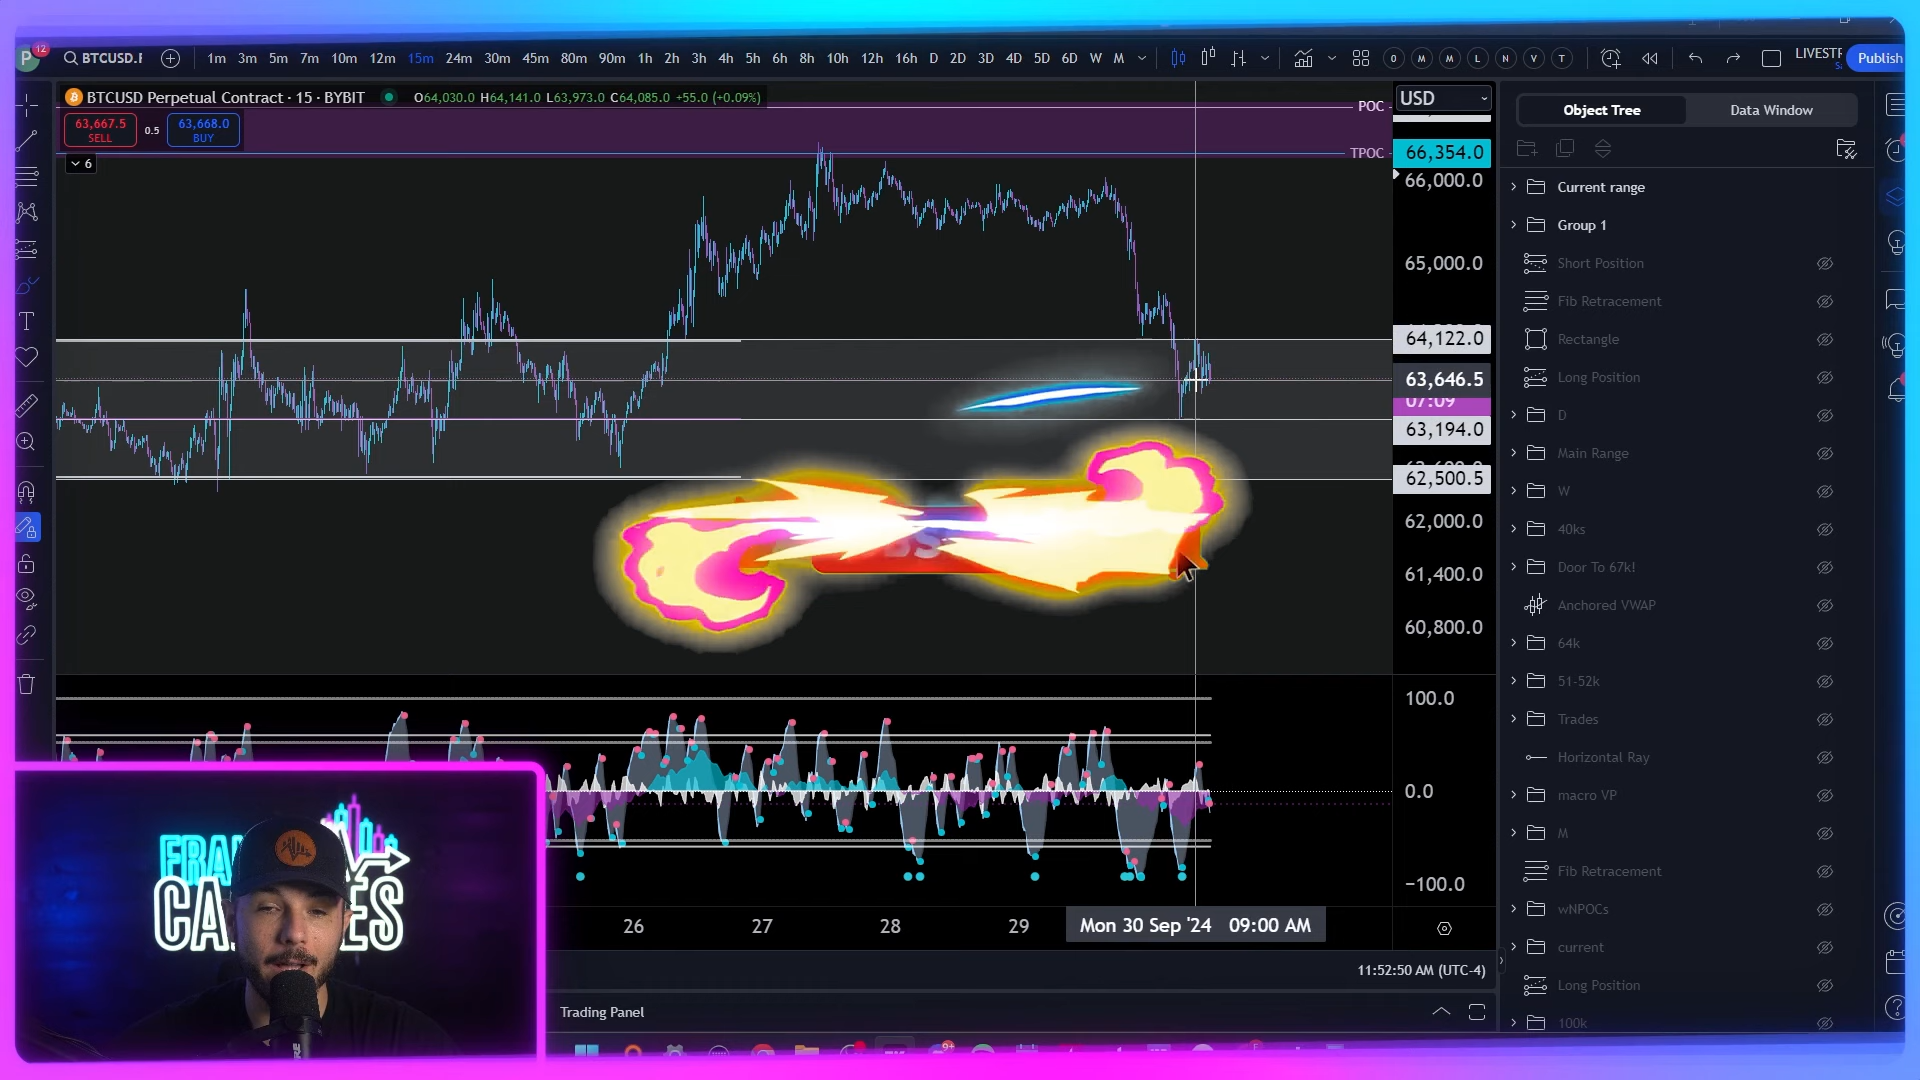 P 12 BTCUSD.F 1m 3m 5m 7m 10m 12m 15m 24m 30m 45m 80m 90m 1h 2h 3h 4h 5h 6h 8h 10h 12h 16h D 2D 3D 4D 5D 6D W M O M M L N V T LIVESTF Publish
BTCUSD Perpetual Contract · 15 · BYBIT O64,030.0 H64,141.0 L63,973.0 C64,085.0 +55.0 (+0.09%)
63,667.5 SELL 0.5 63,668.0 BUY
6
POC
TPOC
USD
66,354.0
66,000.0
65,000.0
64,122.0
63,646.5
07:09
63,194.0
62,500.5
62,000.0
61,400.0
60,800.0
100.0
0.0
−100.0
26 27 28 29 Mon 30 Sep '24 09:00 AM
11:52:50 AM (UTC-4)
Trading Panel
Object Tree Data Window
Current range
Group 1
Short Position
Fib Retracement
Rectangle
Long Position
D
Main Range
W
40ks
Door To 67k!
Anchored VWAP
64k
51-52k
Trades
Horizontal Ray
macro VP
M
Fib Retracement
wNPOCs
current
Long Position
100k
9+